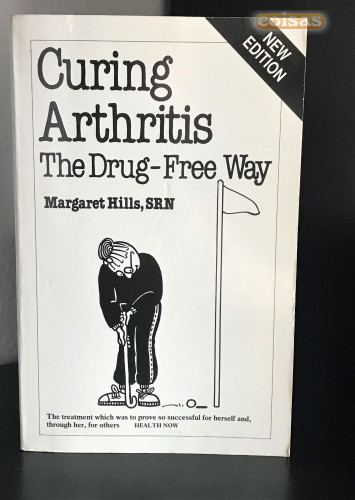 coisas
NEW
EDITION
Curing
Arthritis
The Drug-Free Way
Margaret Hills, SRN
The treatment which was to prove so successful for herself and,
through her, for others HEALTH NOW